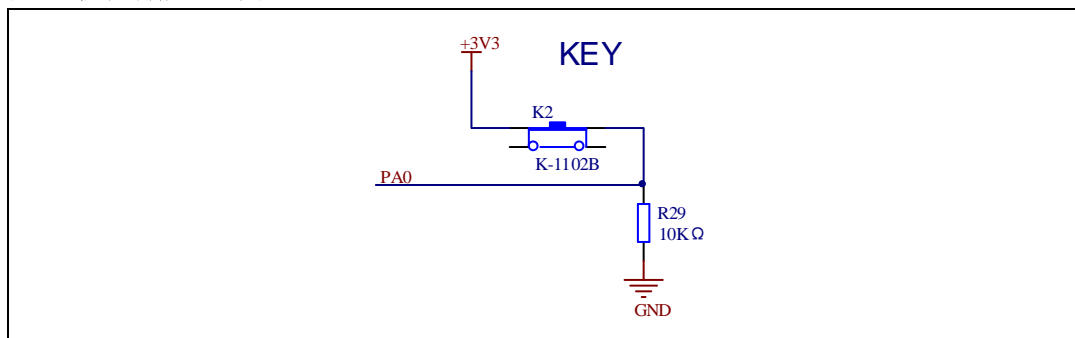 +3V3
KEY
K2
K-1102B
PA0
R29
10KΩ
GND